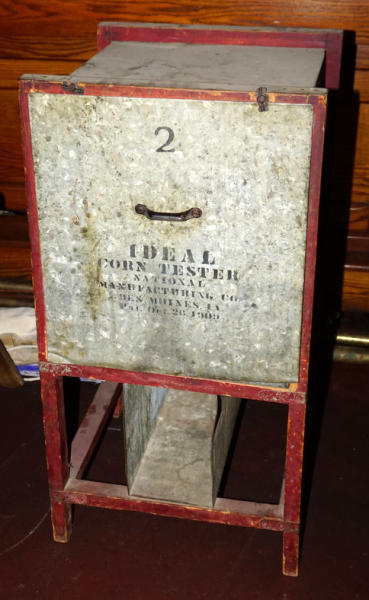 2
IDEAL
CORN TESTER
NATIONAL
MANUFACTURING CO.
DES MOINES, IA.
Pat. Oct. 26 1909